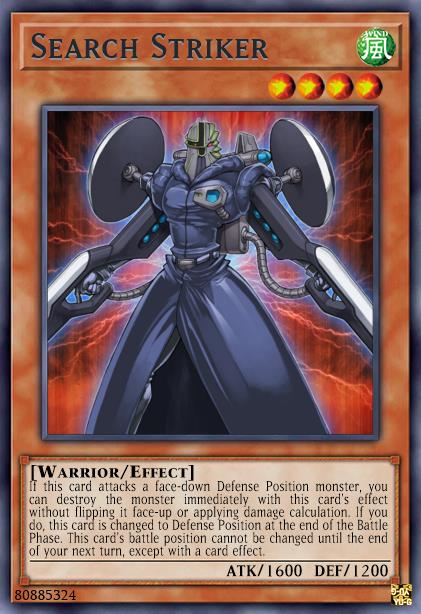 SEARCH STRIKER
WIND
風
[WARRIOR/EFFECT]
If this card attacks a face-down Defense Position monster, you
can destroy the monster immediately with this card's effect
without flipping it face-up or applying damage calculation. If you
do, this card is changed to Defense Position at the end of the Battle
Phase. This card's battle position cannot be changed until the end
of your next turn, except with a card effect.
ATK/1600 DEF/1200
80885324